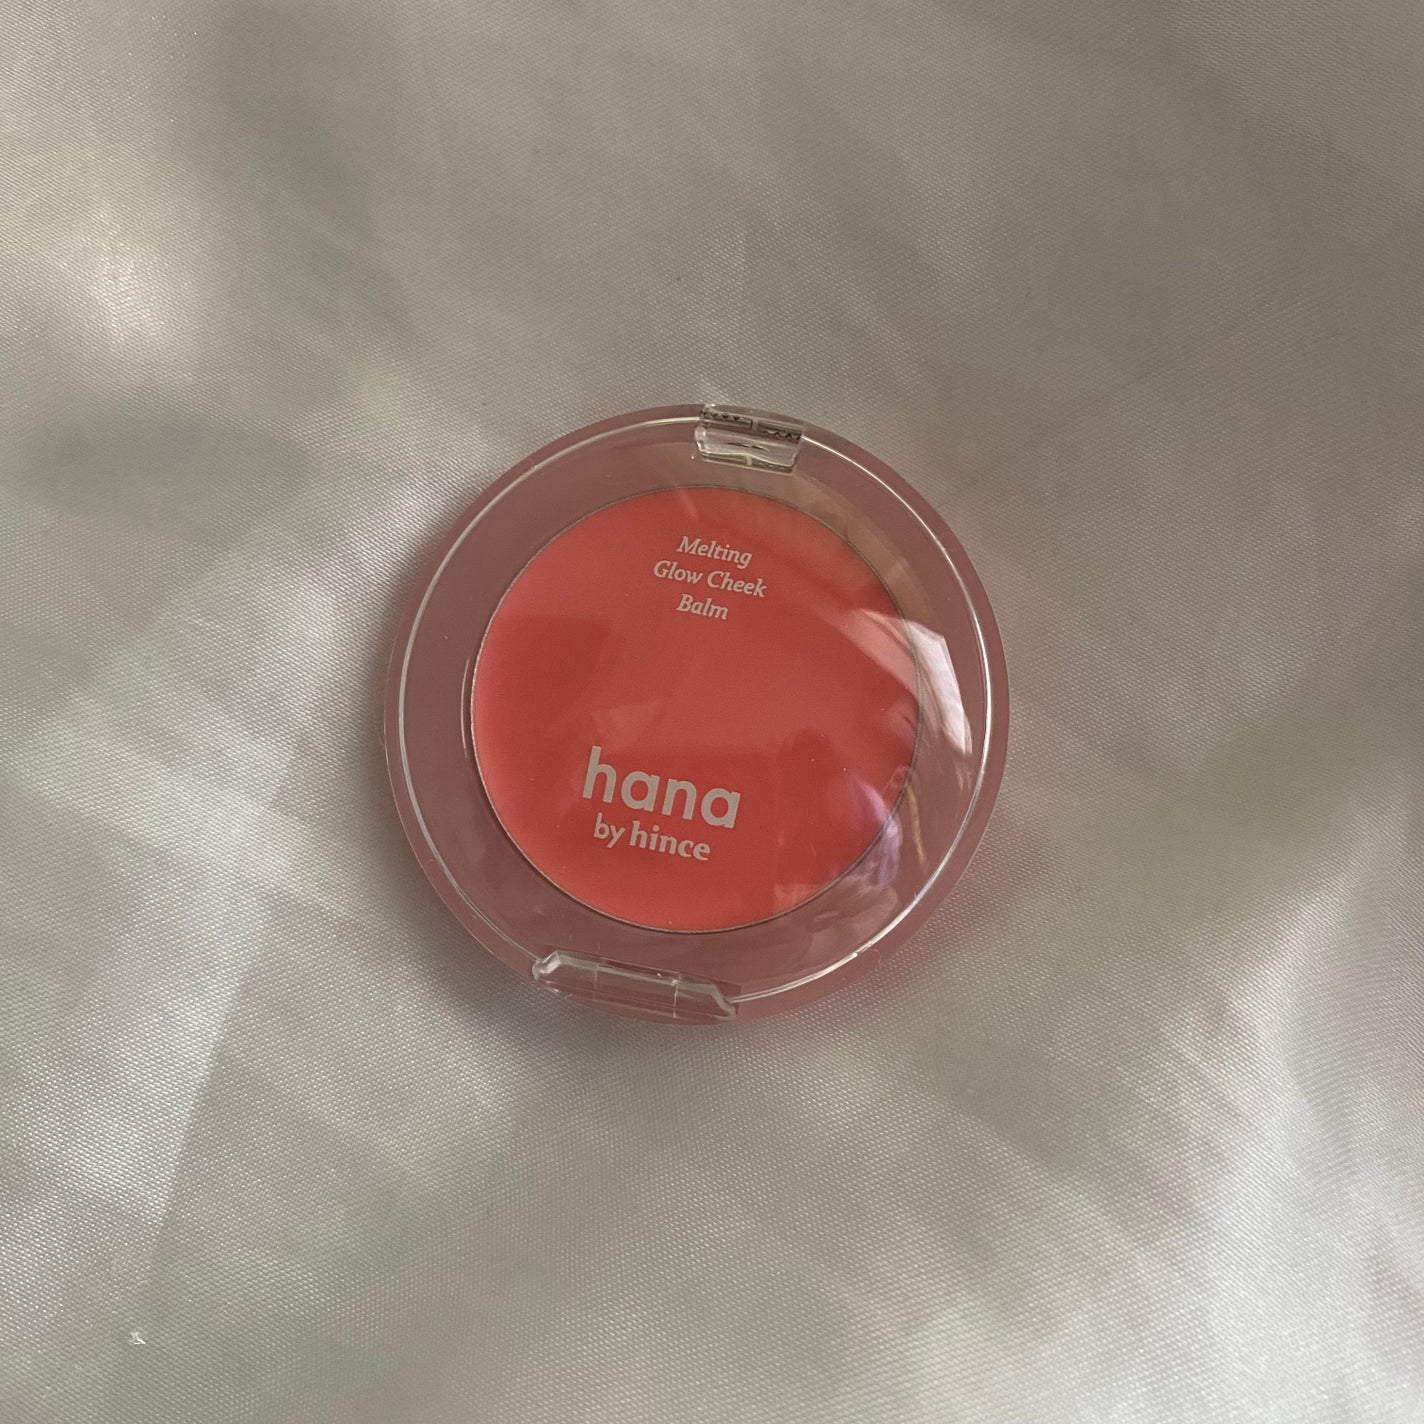 Melting
Glow Cheek
Balm
hana
by hince